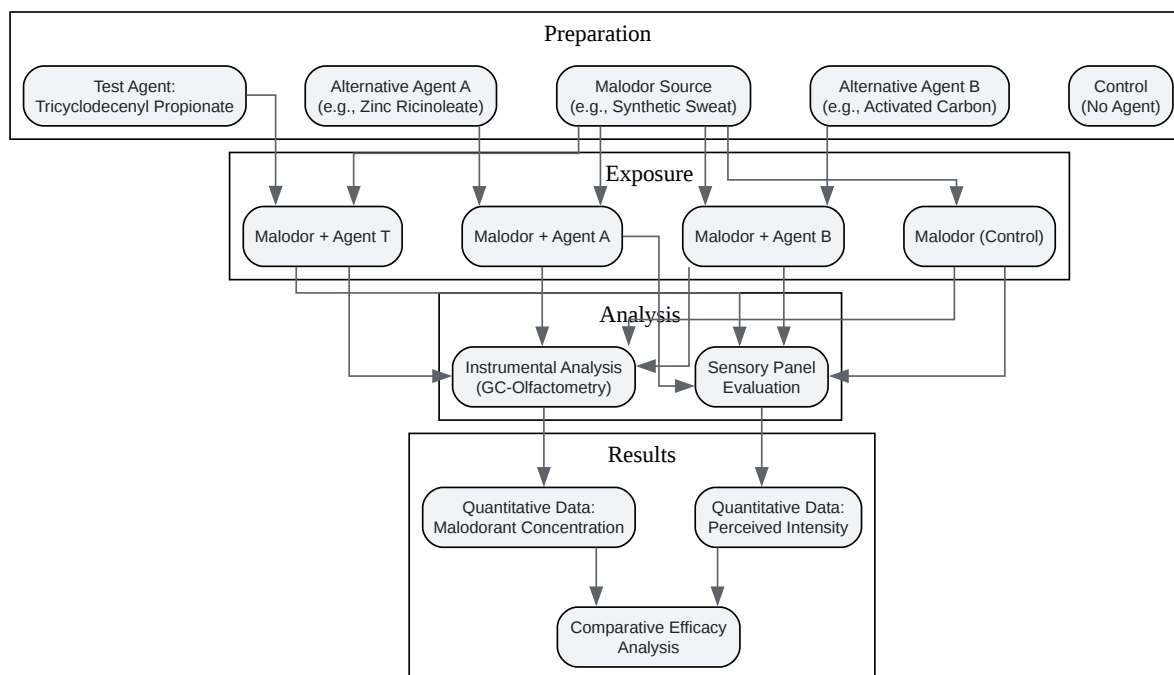 Preparation
Test Agent:
Tricyclodecenyl Propionate
Alternative Agent A
(e.g., Zinc Ricinoleate)
Malodor Source
(e.g., Synthetic Sweat)
Alternative Agent B
(e.g., Activated Carbon)
Control
(No Agent)
Exposure
Malodor + Agent T
Malodor + Agent A
Malodor + Agent B
Malodor (Control)
Analysis
Instrumental Analysis
(GC-Olfactometry)
Sensory Panel
Evaluation
Results
Quantitative Data:
Malodorant Concentration
Quantitative Data:
Perceived Intensity
Comparative Efficacy
Analysis